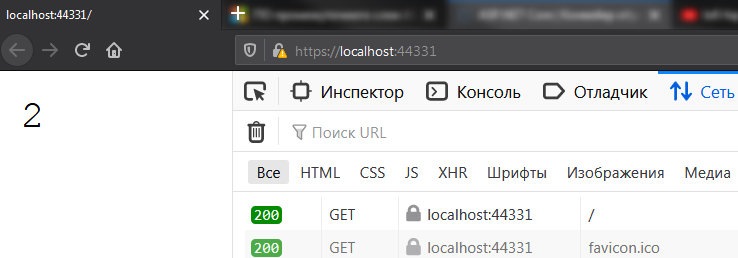 localhost:44331/
https://localhost:44331
2
Инспектор Консоль Отладчик Сеть
Поиск URL
Все HTML CSS JS XHR Шрифты Изображения Медиа
200 GET localhost:44331 /
200 GET localhost:44331 favicon.ico